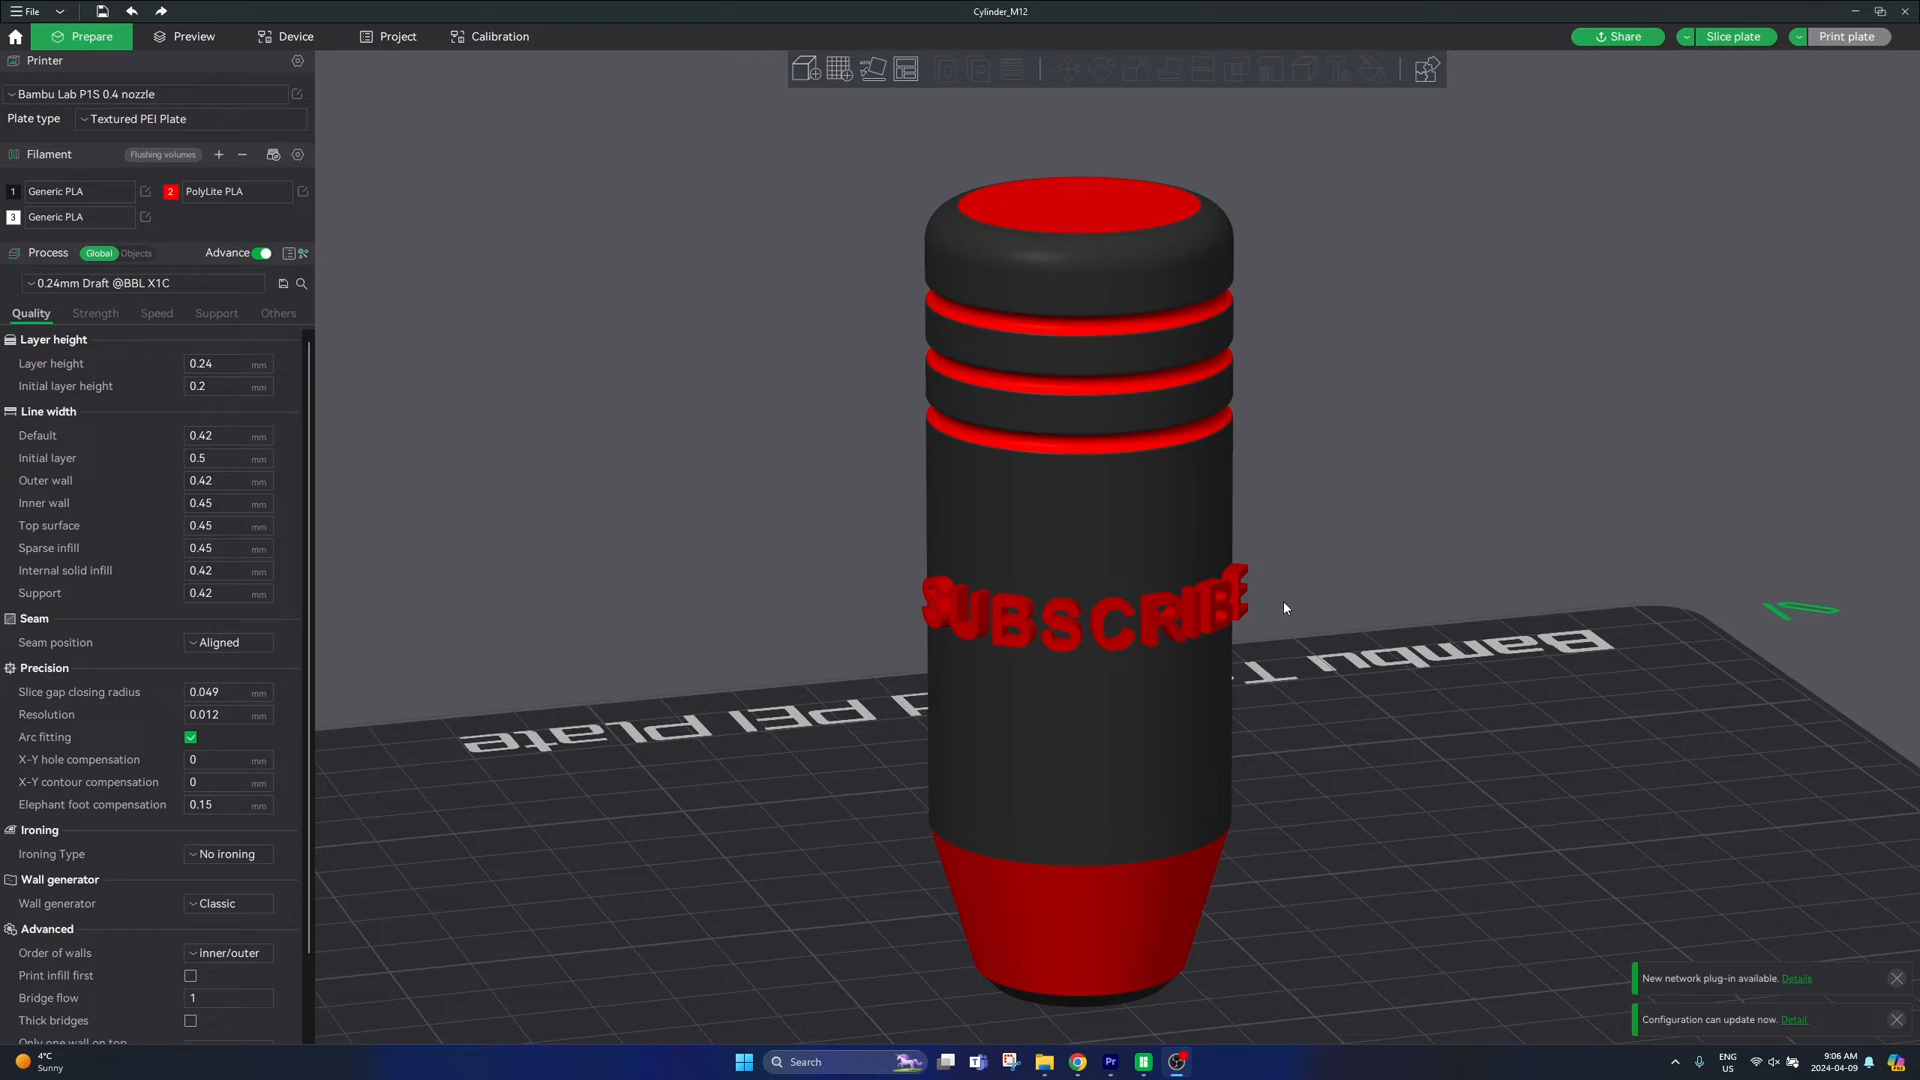 File
Cylinder_M12
Prepare
Preview
Device
Project
Calibration
Share
Slice plate
Print plate
Printer
Bambu Lab P1S 0.4 nozzle
Plate type
Textured PEI Plate
Filament
Flushing volumes
1 Generic PLA
2 PolyLite PLA
3 Generic PLA
Process
Global
Objects
Advance
0.24mm Draft @BBL X1C
Quality
Strength
Speed
Support
Others
Layer height
Layer height 0.24 mm
Initial layer height 0.2 mm
Line width
Default 0.42 mm
Initial layer 0.5 mm
Outer wall 0.42 mm
Inner wall 0.45 mm
Top surface 0.45 mm
Sparse infill 0.45 mm
Internal solid infill 0.42 mm
Support 0.42 mm
Seam
Seam position Aligned
Precision
Slice gap closing radius 0.049 mm
Resolution 0.012 mm
Arc fitting
X-Y hole compensation 0 mm
X-Y contour compensation 0 mm
Elephant foot compensation 0.15 mm
Ironing
Ironing Type No ironing
Wall generator
Wall generator Classic
Advanced
Order of walls inner/outer
Print infill first
Bridge flow 1
Thick bridges
Only one wall on top
SUBSCRIBE
Bambu T
PEI Plate
New network plug-in available. Details
Configuration can update now. Detail.
4°C
Sunny
Search
ENG
US
9:06 AM
2024-04-09